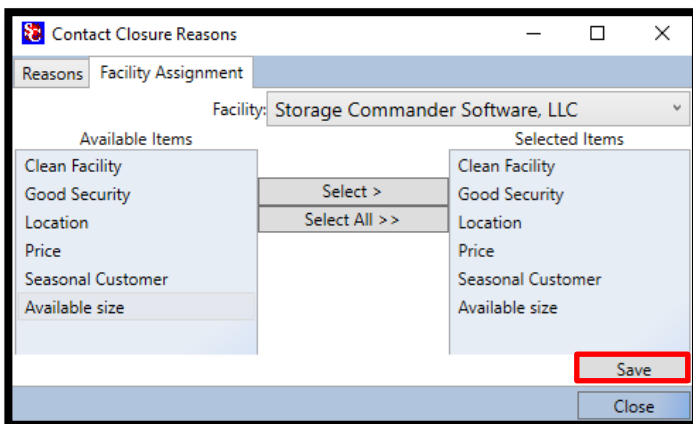 Contact Closure Reasons
Reasons Facility Assignment
Facility: Storage Commander Software, LLC
Available Items Selected Items
Clean Facility Clean Facility
Good Security Select > Good Security
Location Select All >> Location
Price Price
Seasonal Customer Seasonal Customer
Available size Available size
Save
Close